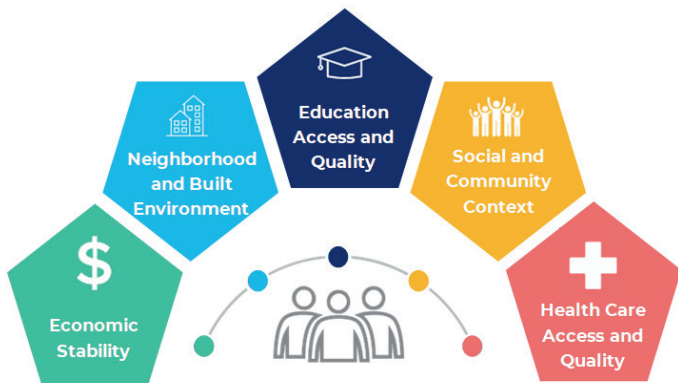 Economic
Stability
Neighborhood
and Built
Environment
Education
Access and
Quality
Social and
Community
Context
Health Care
Access and
Quality